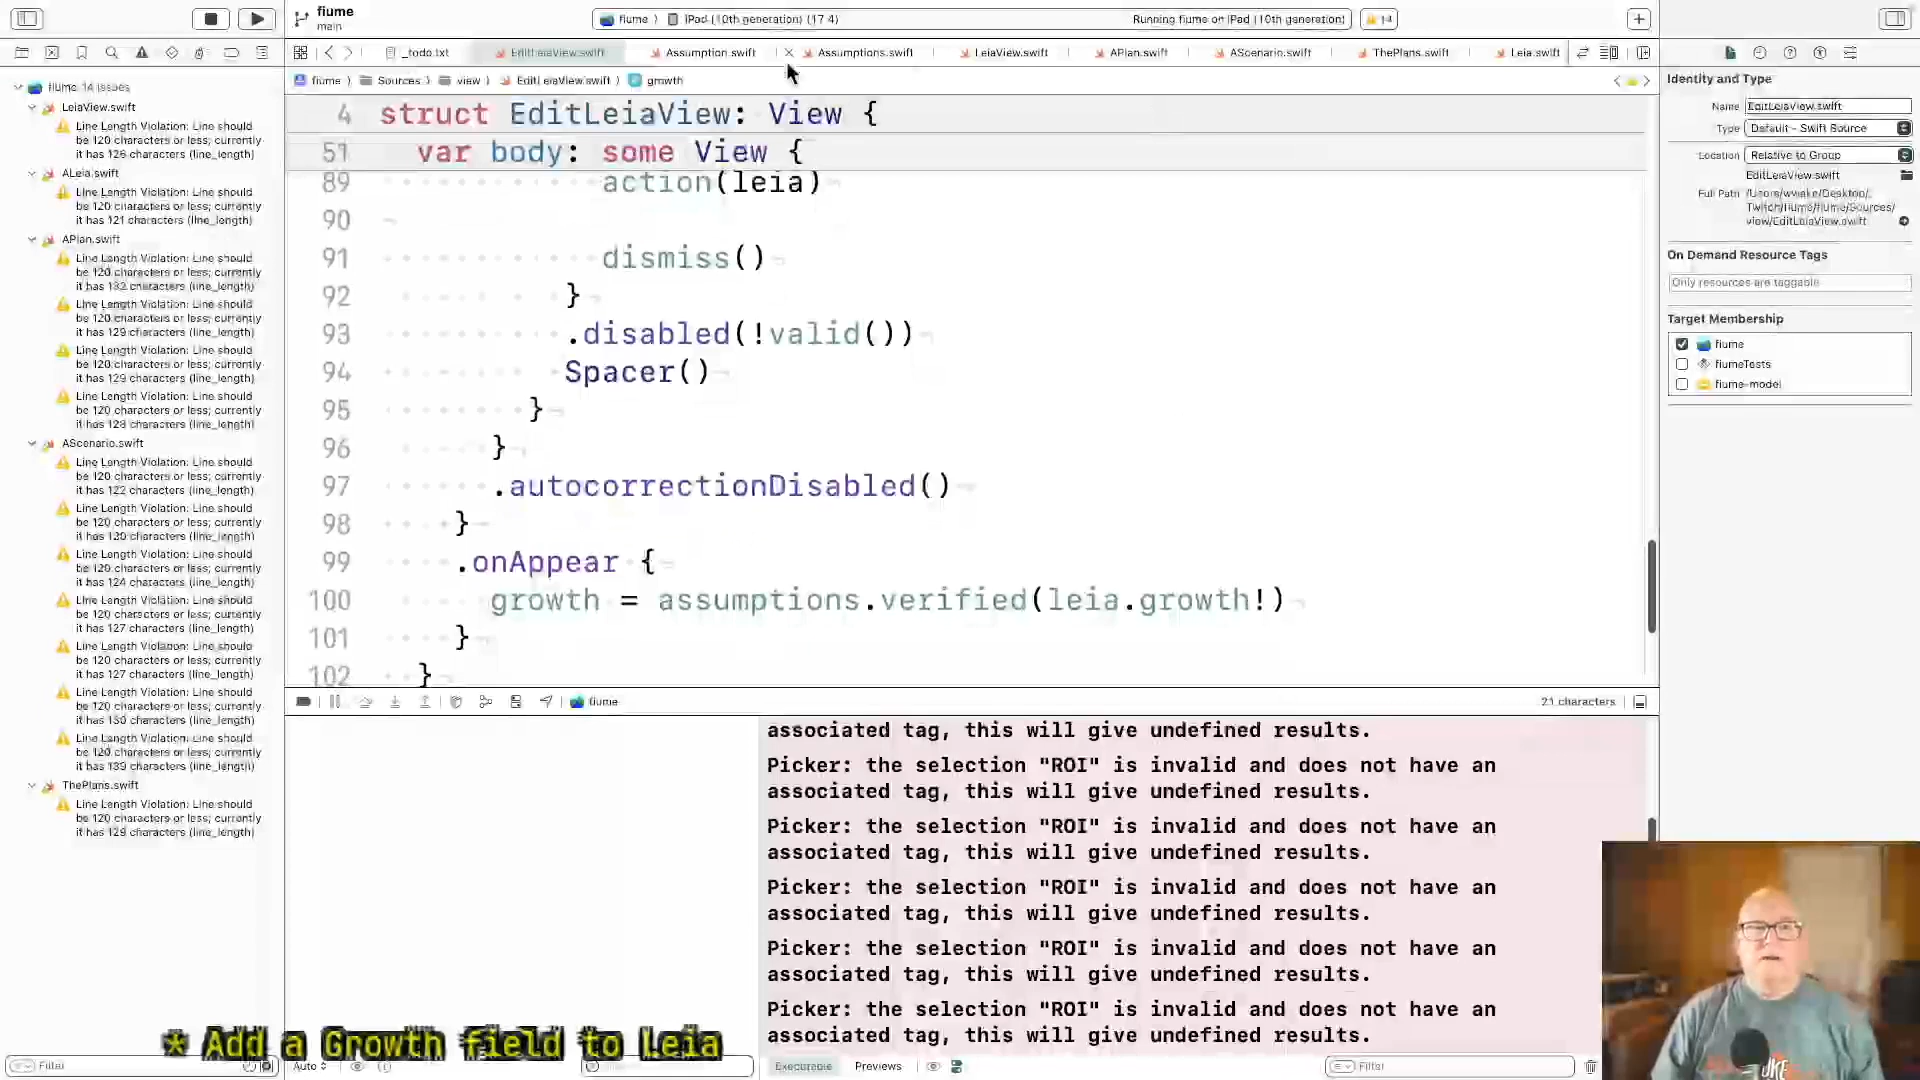 fiume
main
fiume
iPad (10th generation) (17.4)
Running fiume on iPad (10th generation)
14
_todo.txt
EditLeiaView.swift
Assumption.swift
Assumptions.swift
LeiaView.swift
APlan.swift
AScenario.swift
ThePlans.swift
Leia.swift
fiume
Sources
view
EditLeiaView.swift
growth
fiume 14 issues
LeiaView.swift
Line Length Violation: Line should
be 120 characters or less; currently
it has 126 characters (line_length)
ALeia.swift
Line Length Violation: Line should
be 120 characters or less; currently
it has 121 characters (line_length)
APlan.swift
Line Length Violation: Line should
be 120 characters or less; currently
it has 132 characters (line_length)
Line Length Violation: Line should
be 120 characters or less; currently
it has 129 characters (line_length)
Line Length Violation: Line should
be 120 characters or less; currently
it has 129 characters (line_length)
Line Length Violation: Line should
be 120 characters or less; currently
it has 128 characters (line_length)
AScenario.swift
Line Length Violation: Line should
be 120 characters or less; currently
it has 122 characters (line_length)
Line Length Violation: Line should
be 120 characters or less; currently
it has 130 characters (line_length)
Line Length Violation: Line should
be 120 characters or less; currently
it has 124 characters (line_length)
Line Length Violation: Line should
be 120 characters or less; currently
it has 127 characters (line_length)
Line Length Violation: Line should
be 120 characters or less; currently
it has 127 characters (line_length)
Line Length Violation: Line should
be 120 characters or less; currently
it has 130 characters (line_length)
Line Length Violation: Line should
be 120 characters or less; currently
it has 139 characters (line_length)
ThePlans.swift
Line Length Violation: Line should
be 120 characters or less; currently
it has 129 characters (line_length)
Filter
4 struct EditLeiaView: View {
51 var body: some View {
89 action(leia)
90
91 dismiss()
92 }
93 .disabled(!valid())
94 Spacer()
95 }
96 }
97 .autocorrectionDisabled()
98 }
99 .onAppear {
100 growth = assumptions.verified(leia.growth!)
101 }
102 }
fiume
21 characters
associated tag, this will give undefined results.
Picker: the selection "ROI" is invalid and does not have an
associated tag, this will give undefined results.
Picker: the selection "ROI" is invalid and does not have an
associated tag, this will give undefined results.
Picker: the selection "ROI" is invalid and does not have an
associated tag, this will give undefined results.
Picker: the selection "ROI" is invalid and does not have an
associated tag, this will give undefined results.
Picker: the selection "ROI" is invalid and does not have an
associated tag, this will give undefined results.
Auto
Executable
Previews
Filter
* Add a Growth field to Leia
Identity and Type
Name EditLeiaView.swift
Type Default - Swift Source
Location Relative to Group
EditLeiaView.swift
Full Path
Twitch/fiume/fiume/Sources/
view/EditLeiaView.swift
On Demand Resource Tags
Only resources are taggable
Target Membership
fiume
fiumeTests
fiume-model